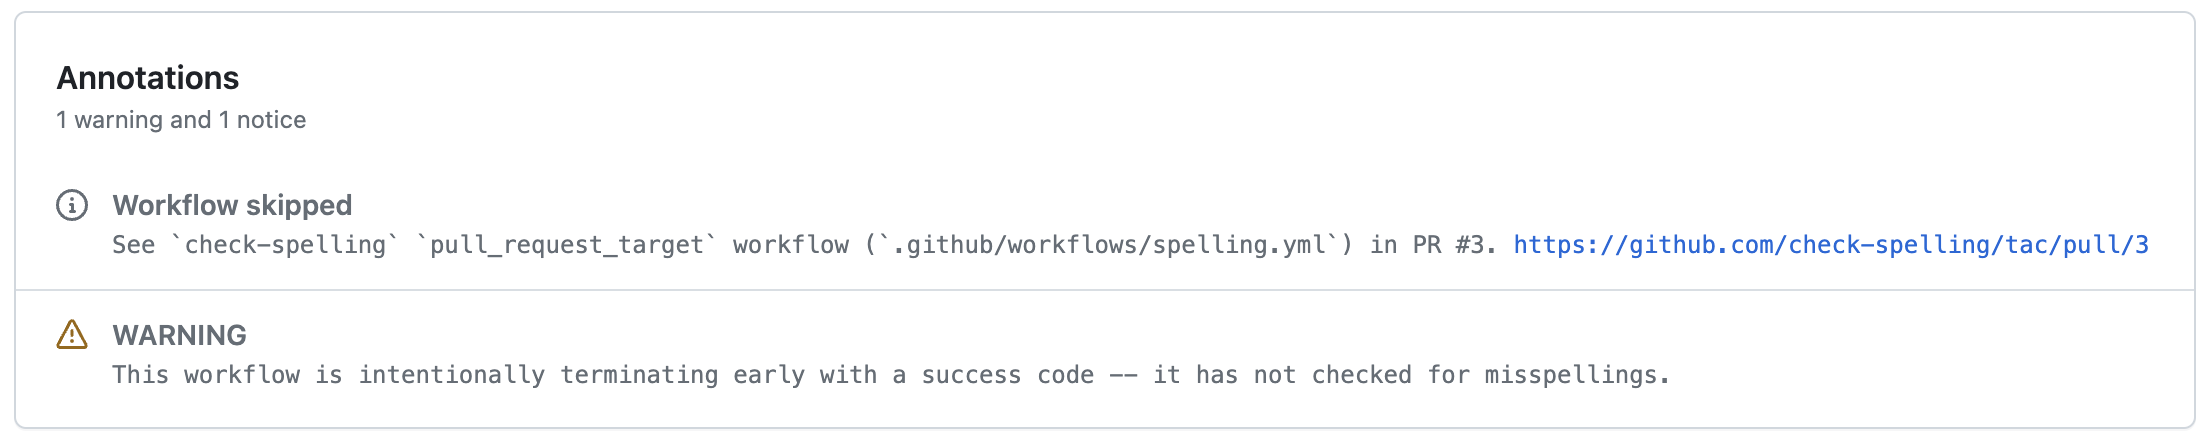 Annotations
1 warning and 1 notice
Workflow skipped
See `check-spelling` `pull_request_target` workflow (`.github/workflows/spelling.yml`) in PR #3. https://github.com/check-spelling/tac/pull/3
WARNING
This workflow is intentionally terminating early with a success code -- it has not checked for misspellings.